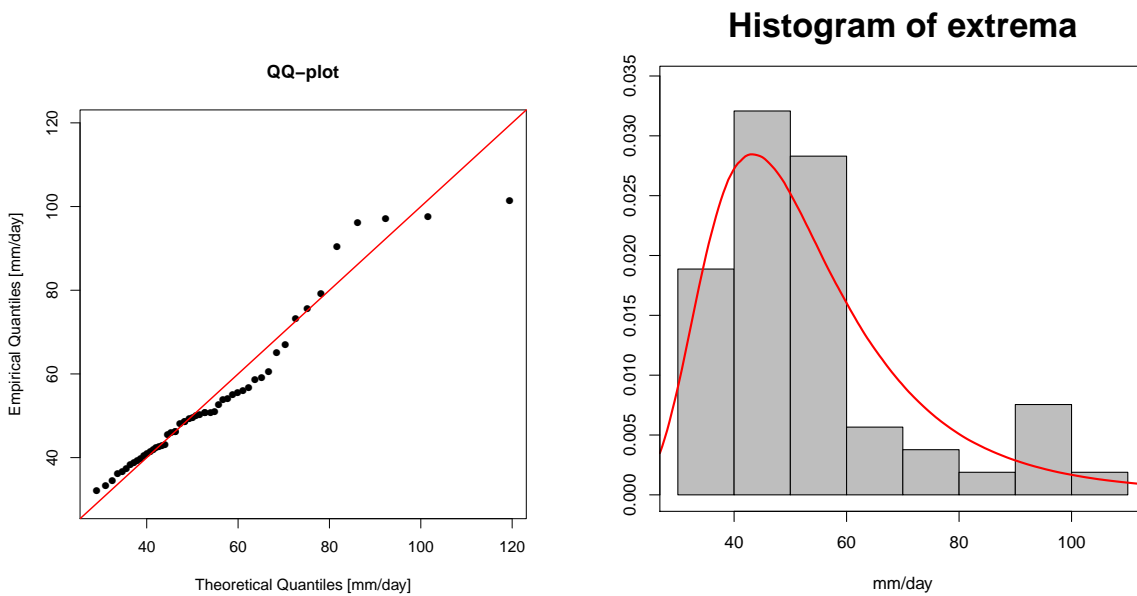 QQ−plot
Empirical Quantiles [mm/day]
120
100
80
60
40
40 60 80 100 120
Theoretical Quantiles [mm/day]
Histogram of extrema
0.035
0.030
0.025
0.020
0.015
0.010
0.005
0.000
40 60 80 100
mm/day